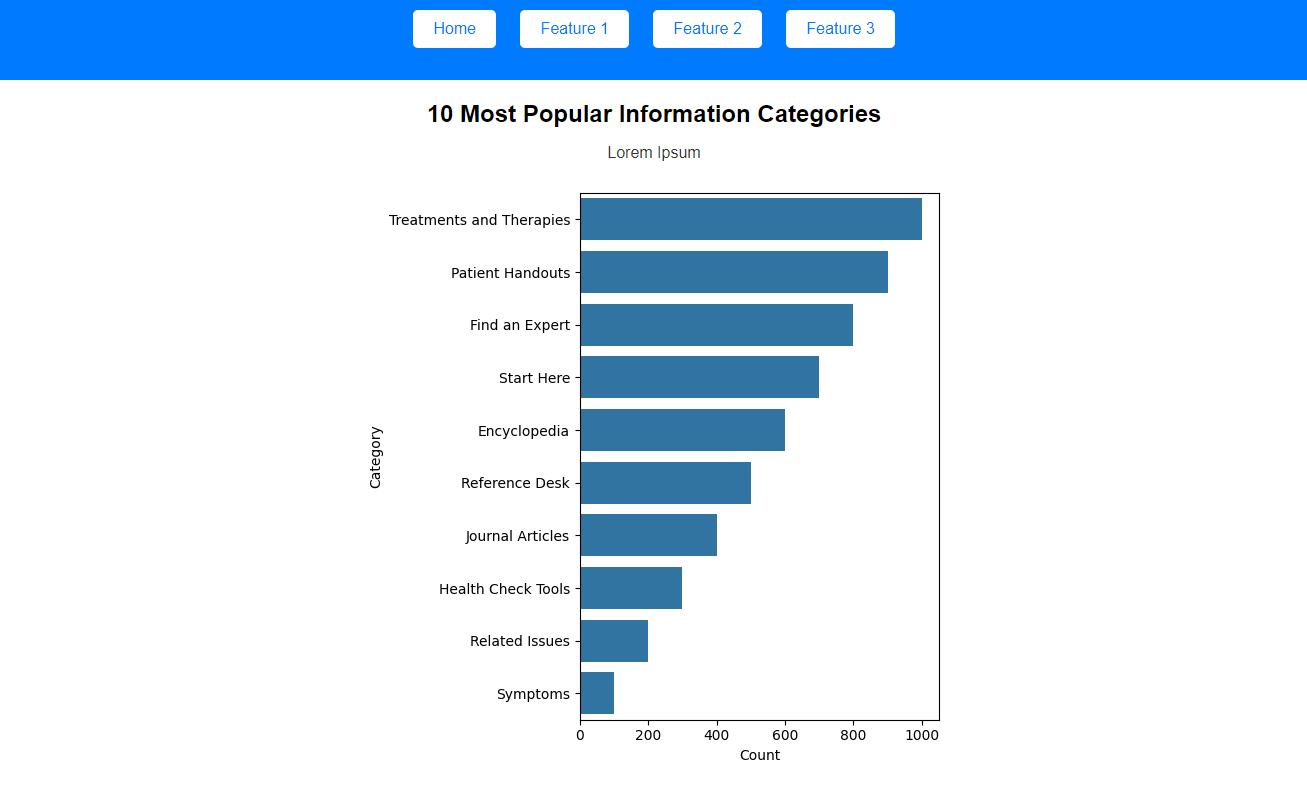 Home Feature 1 Feature 2 Feature 3
10 Most Popular Information Categories
Lorem Ipsum
Treatments and Therapies
Patient Handouts
Find an Expert
Start Here
Encyclopedia
Reference Desk
Journal Articles
Health Check Tools
Related Issues
Symptoms
Category
0 200 400 600 800 1000
Count